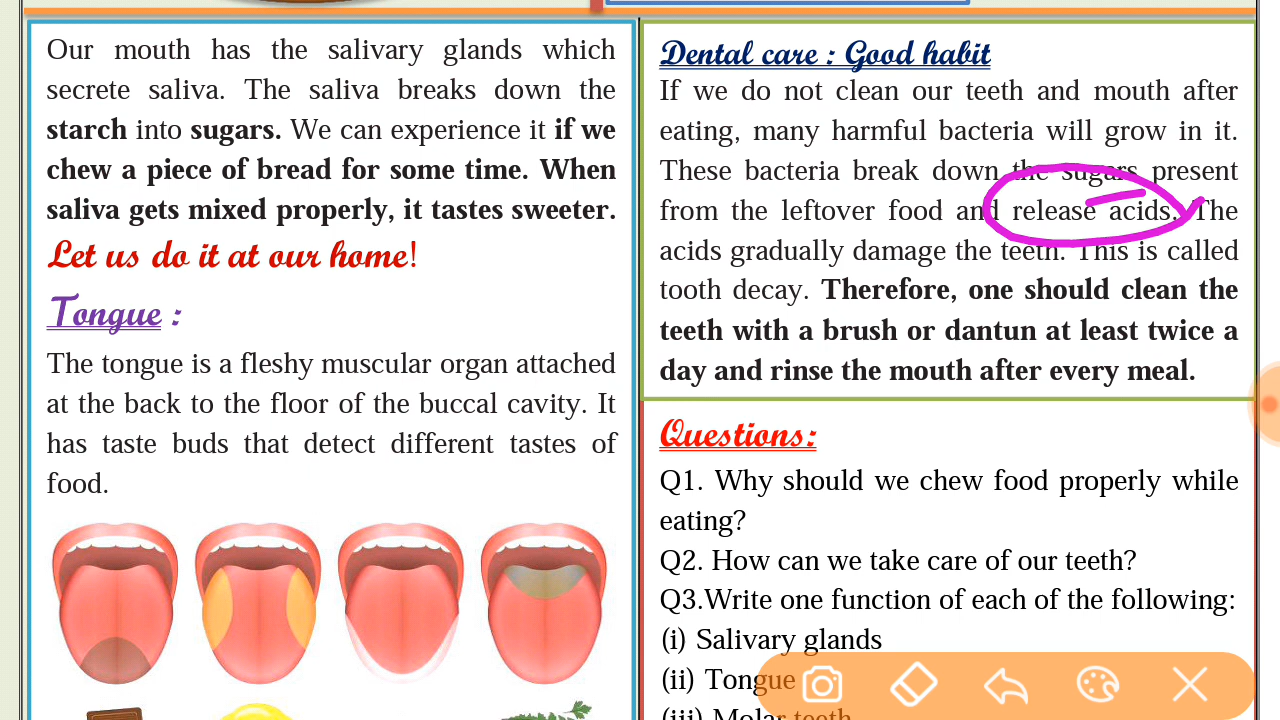 Our mouth has the salivary glands which
secrete saliva. The saliva breaks down the
starch into sugars. We can experience it if we
chew a piece of bread for some time. When
saliva gets mixed properly, it tastes sweeter.
Let us do it at our home!
Tongue :
The tongue is a fleshy muscular organ attached
at the back to the floor of the buccal cavity. It
has taste buds that detect different tastes of
food.
Dental care : Good habit
If we do not clean our teeth and mouth after
eating, many harmful bacteria will grow in it.
These bacteria break down the sugars present
from the leftover food and release acids. The
acids gradually damage the teeth. This is called
tooth decay. Therefore, one should clean the
teeth with a brush or dantun at least twice a
day and rinse the mouth after every meal.
Questions:
Q1. Why should we chew food properly while
eating?
Q2. How can we take care of our teeth?
Q3.Write one function of each of the following:
(i) Salivary glands
(ii) Tongue
(iii) Molar teeth